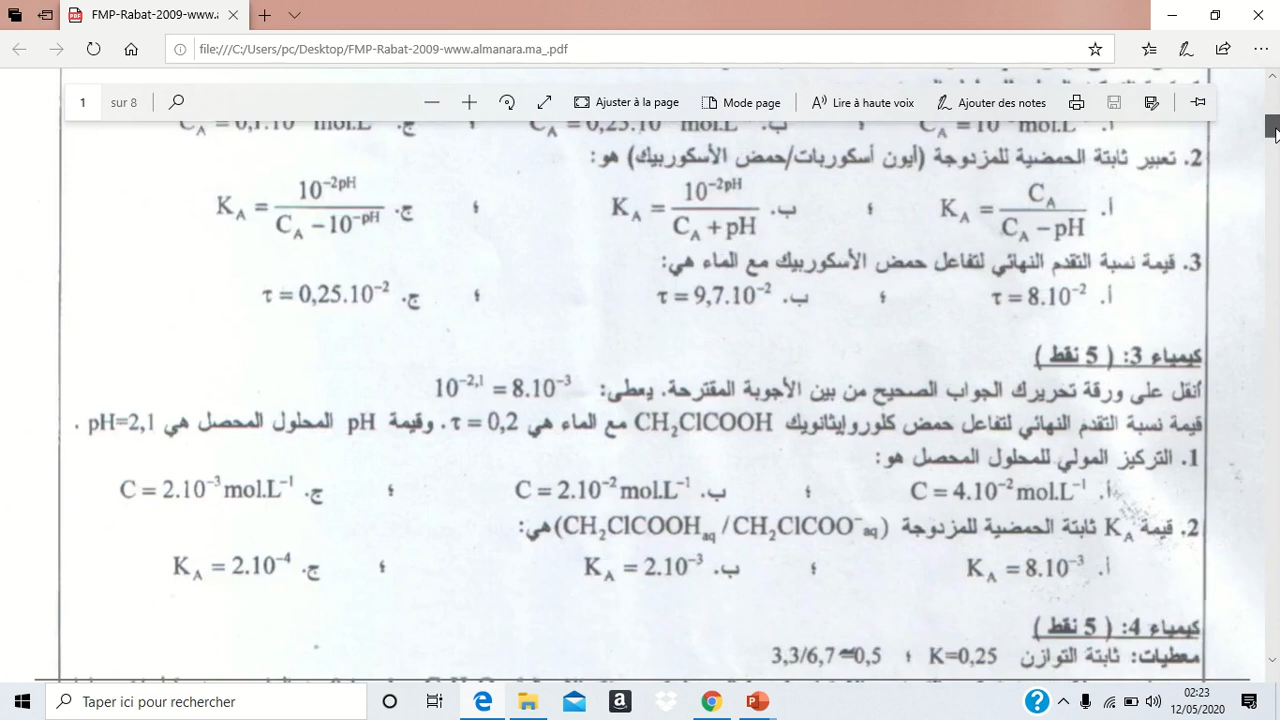 FMP-Rabat-2009-www.a
file:///C:/Users/pc/Desktop/FMP-Rabat-2009-www.almanara.ma_.pdf
1 sur 8 Ajuster à la page Mode page Lire à haute voix Ajouter des notes
2. تعبير ثابتة الحمضية للمزدوجة (أيون أسكوربات/حمض الأسكوربيك) هو:
أ. K_A = C_A / (C_A − pH) ؛ ب. K_A = 10^(−2pH) / (C_A + pH) ؛ ج. K_A = 10^(−2pH) / (C_A − 10^(−pH))
3. قيمة نسبة التقدم النهائي لتفاعل حمض الأسكوربيك مع الماء هي:
أ. τ = 8.10⁻² ؛ ب. τ = 9,7.10⁻² ؛ ج. τ = 0,25.10⁻²
كيمياء 3: ( 5 نقط )
أنقل على ورقة تحريرك الجواب الصحيح من بين الأجوبة المقترحة. يعطى: 10⁻²,¹ = 8.10⁻³
قيمة نسبة التقدم النهائي لتفاعل حمض كلوروإيثانويك CH₂ClCOOH مع الماء هي τ = 0,2. وقيمة pH المحلول المحصل هي pH=2,1 .
1. التركيز المولي للمحلول المحصل هو:
أ. C = 4.10⁻² mol.L⁻¹ ؛ ب. C = 2.10⁻² mol.L⁻¹ ؛ ج. C = 2.10⁻³ mol.L⁻¹
2. قيمة K_A ثابتة الحمضية للمزدوجة (CH₂ClCOOH_aq / CH₂ClCOO⁻_aq) هي:
أ. K_A = 8.10⁻³ ؛ ب. K_A = 2.10⁻³ ؛ ج. K_A = 2.10⁻⁴
كيمياء 4: ( 5 نقط )
معطيات: ثابتة التوازن K=0,25 ؛ 3,3/6,7≈0,5
Taper ici pour rechercher
02:23
12/05/2020